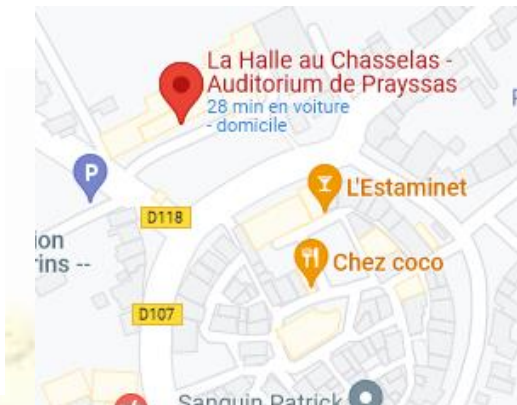 La Halle au Chasselas -
Auditorium de Prayssas
28 min en voiture
- domicile
P
L'Estaminet
D118
ion
rins --
Chez coco
D107
Sanquin Patrick